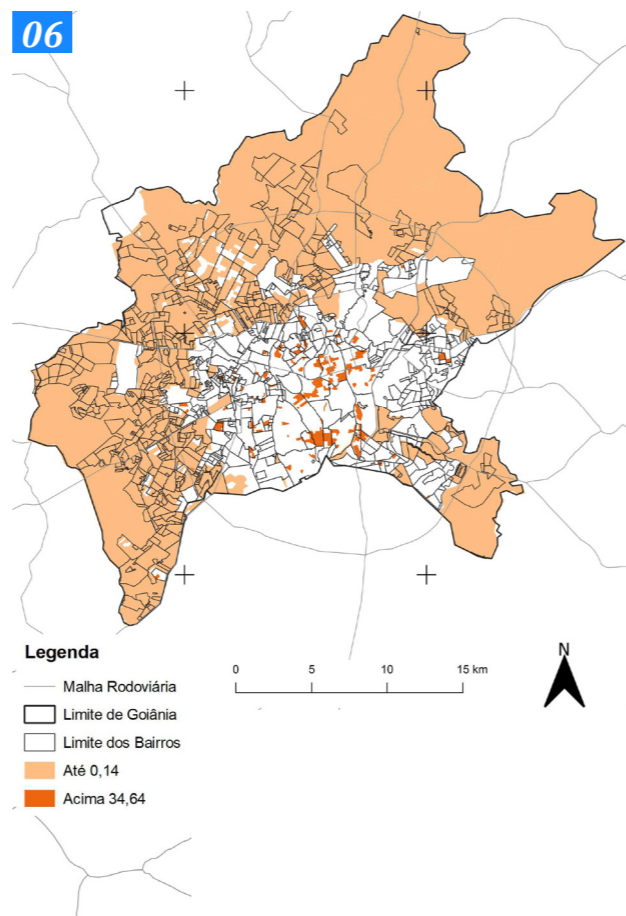 06
Legenda
Malha Rodoviária
Limite de Goiânia
Limite dos Bairros
Até 0,14
Acima 34,64
0 5 10 15 km
N